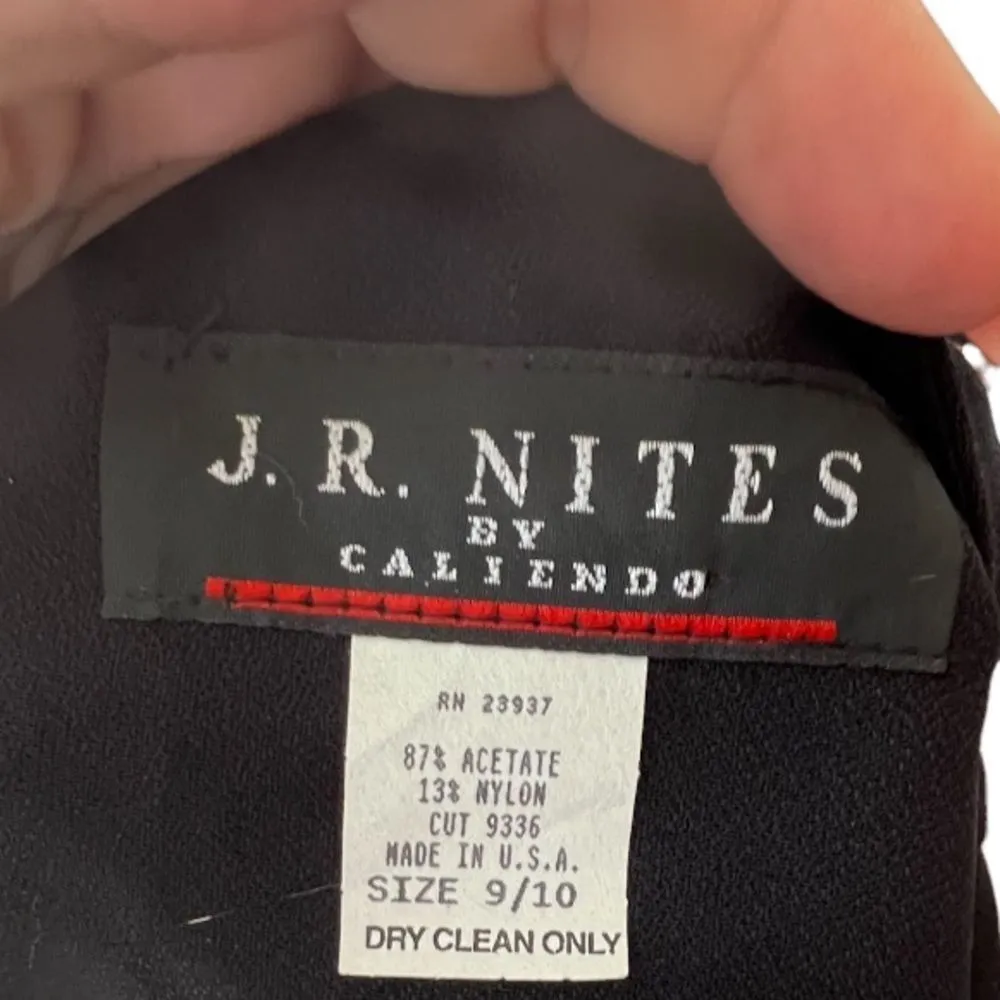 J.R. NITES
BY
CALIENDO
RN 23937
87% ACETATE
13% NYLON
CUT 9336
MADE IN U.S.A.
SIZE 9/10
DRY CLEAN ONLY